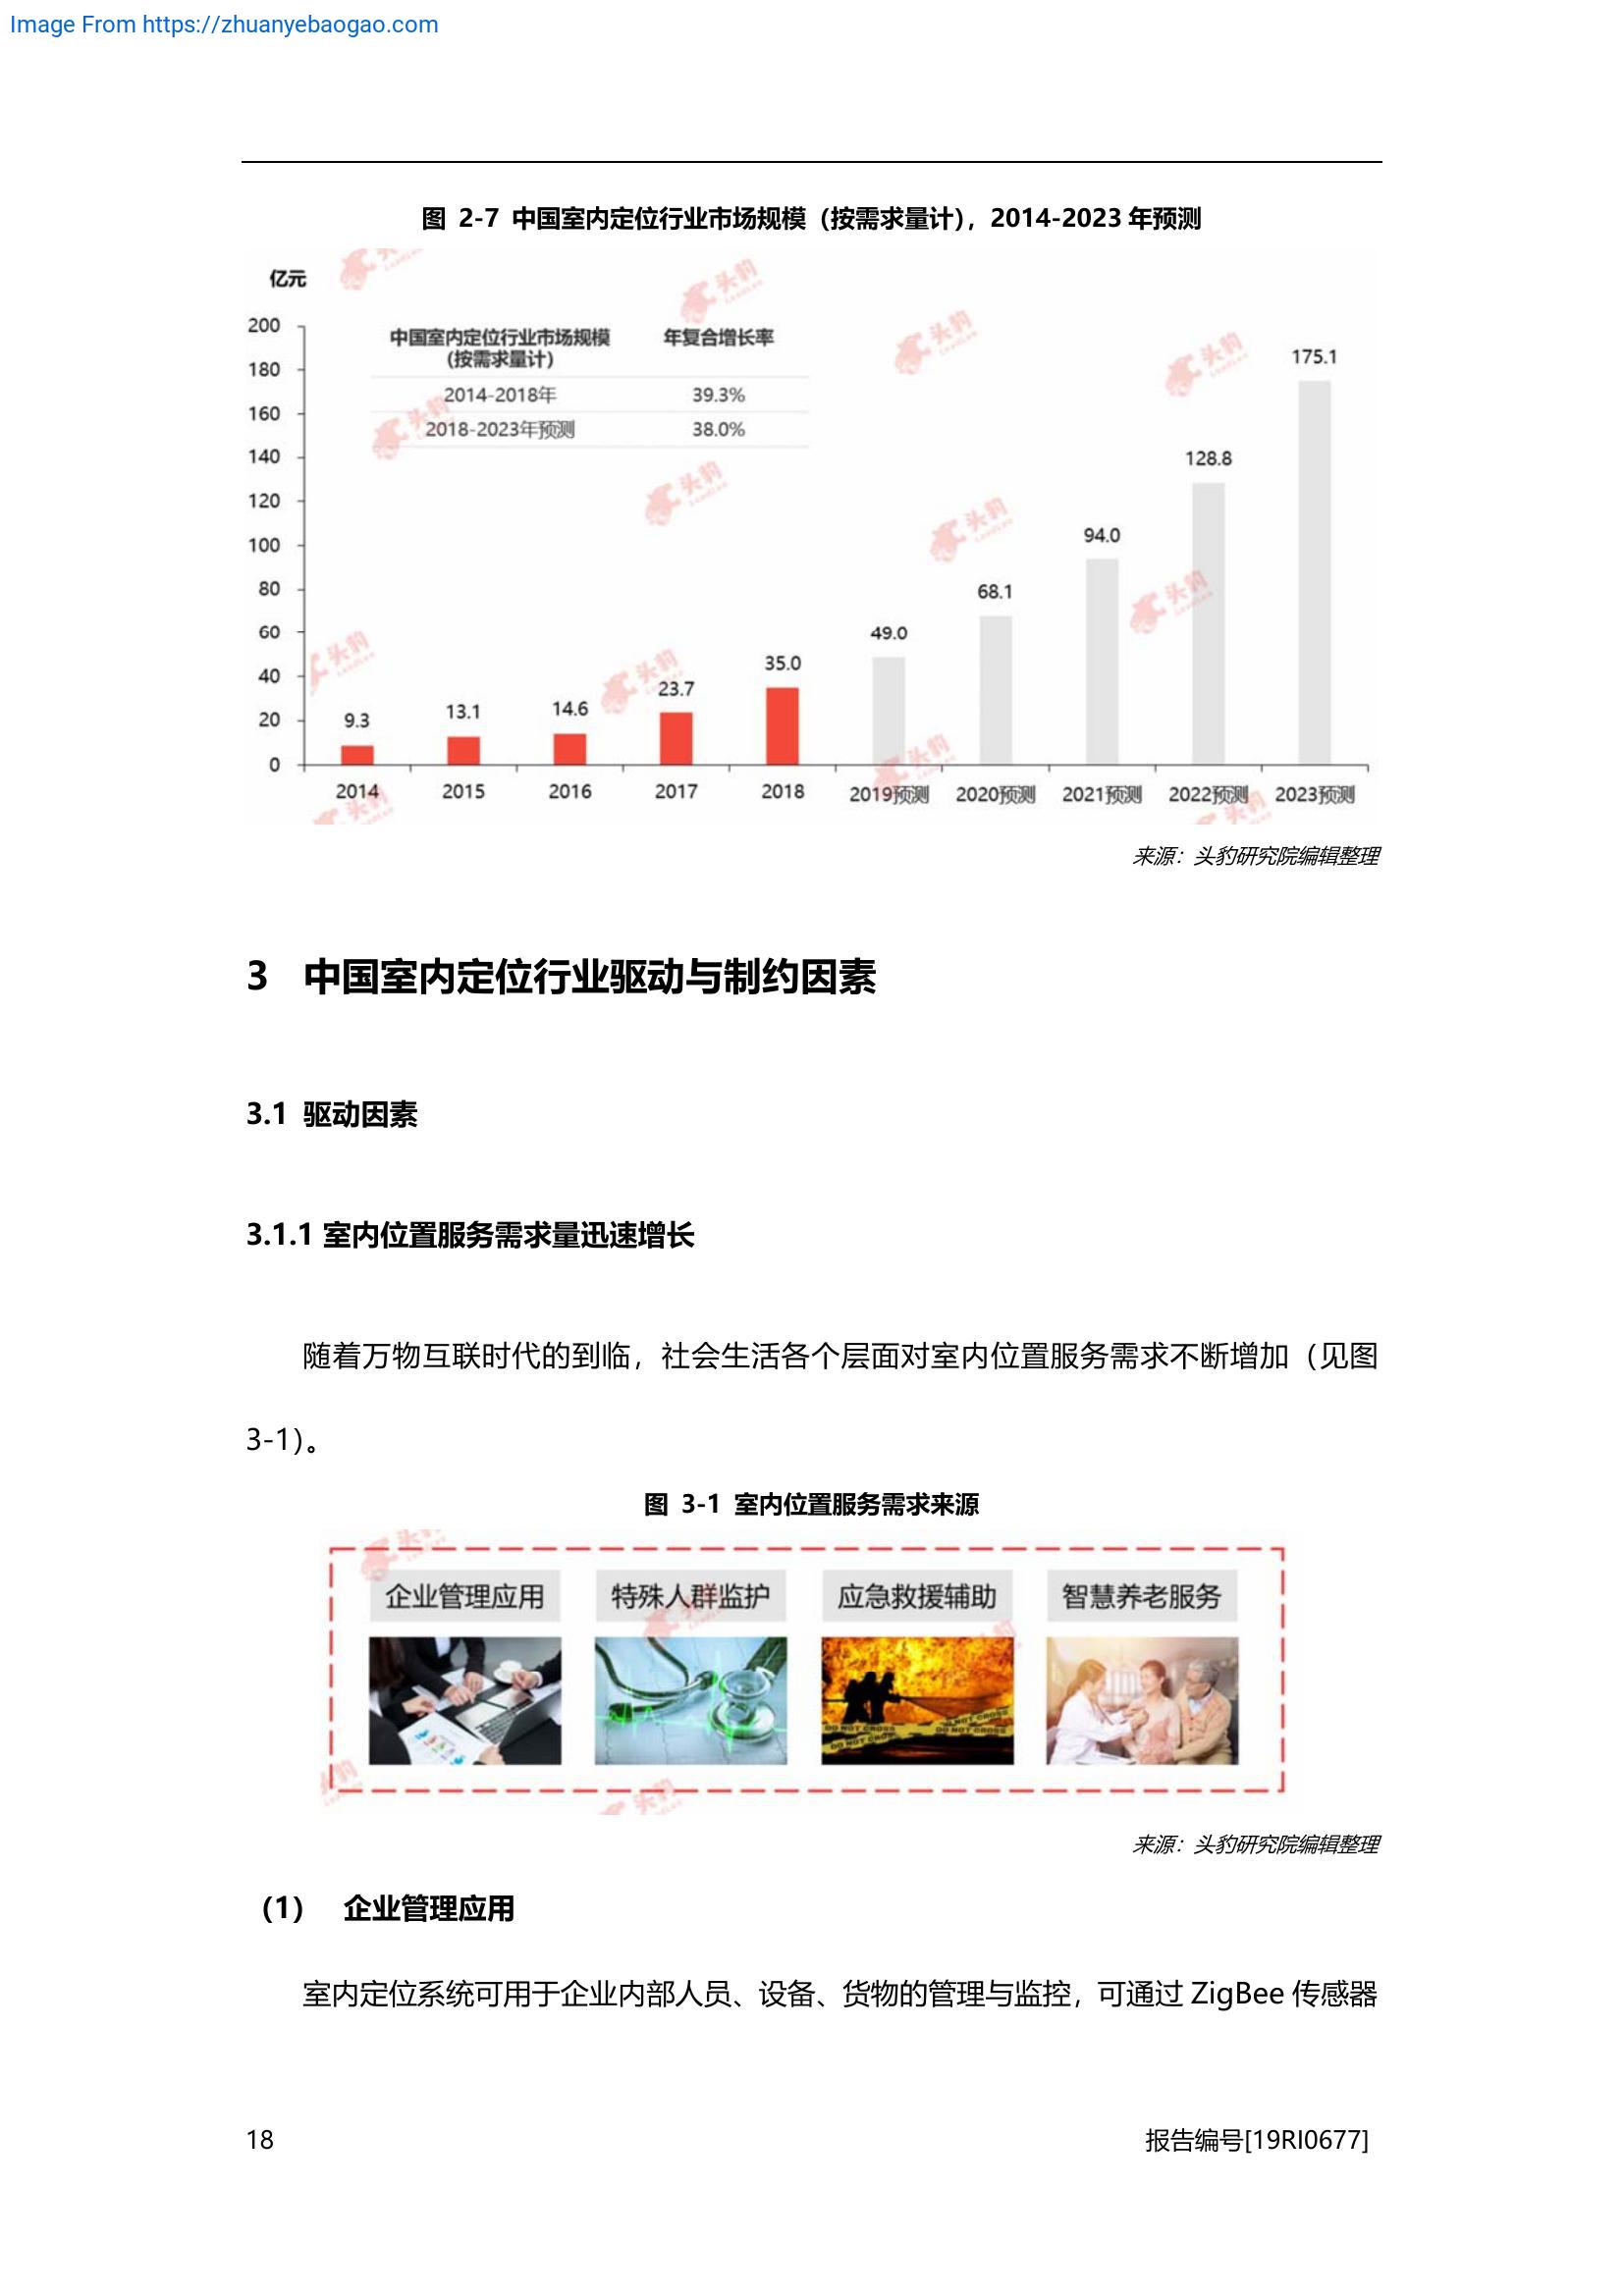 Image From https://zhuanyebaogao.com
图 2-7 中国室内定位行业市场规模（按需求量计），2014-2023 年预测
亿元
200
180
160
140
120
100
80
60
40
20
0
中国室内定位行业市场规模
(按需求量计)
年复合增长率
2014-2018年 39.3%
2018-2023年预测 38.0%
9.3
13.1
14.6
23.7
35.0
49.0
68.1
94.0
128.8
175.1
2014 2015 2016 2017 2018 2019预测 2020预测 2021预测 2022预测 2023预测
来源：头豹研究院编辑整理
3 中国室内定位行业驱动与制约因素
3.1 驱动因素
3.1.1 室内位置服务需求量迅速增长
随着万物互联时代的到临，社会生活各个层面对室内位置服务需求不断增加（见图
3-1）。
图 3-1 室内位置服务需求来源
企业管理应用 特殊人群监护 应急救援辅助 智慧养老服务
DO NOT CROSS
DO NOT CROSS
来源：头豹研究院编辑整理
（1） 企业管理应用
室内定位系统可用于企业内部人员、设备、货物的管理与监控，可通过 ZigBee 传感器
18
报告编号[19RI0677]
头豹
LeadLeo